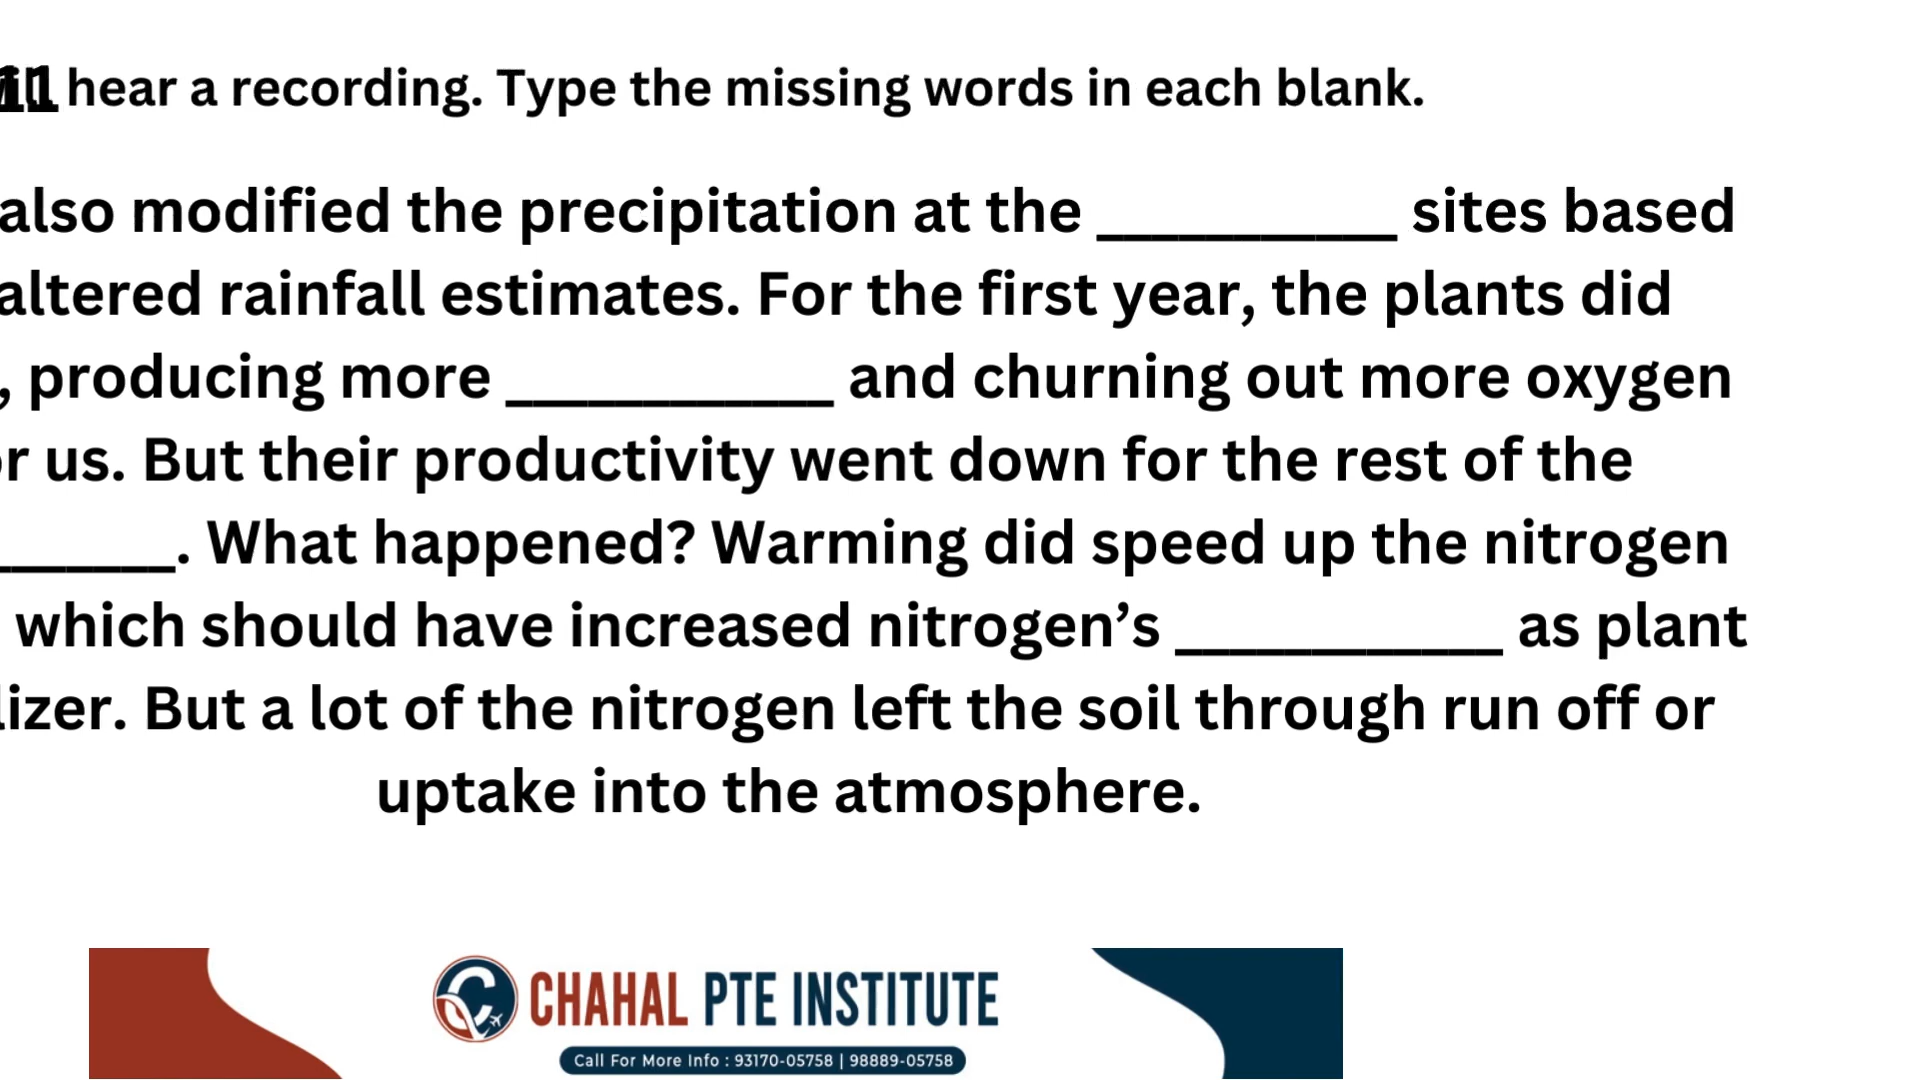 11 hear a recording. Type the missing words in each blank.
also modified the precipitation at the ___________ sites based
altered rainfall estimates. For the first year, the plants did
, producing more ____________ and churning out more oxygen
us. But their productivity went down for the rest of the
______. What happened? Warming did speed up the nitrogen
which should have increased nitrogen’s ____________ as plant
lizer. But a lot of the nitrogen left the soil through run off or
uptake into the atmosphere.
CHAHAL PTE INSTITUTE
Call For More Info : 93170-05758 | 98889-05758